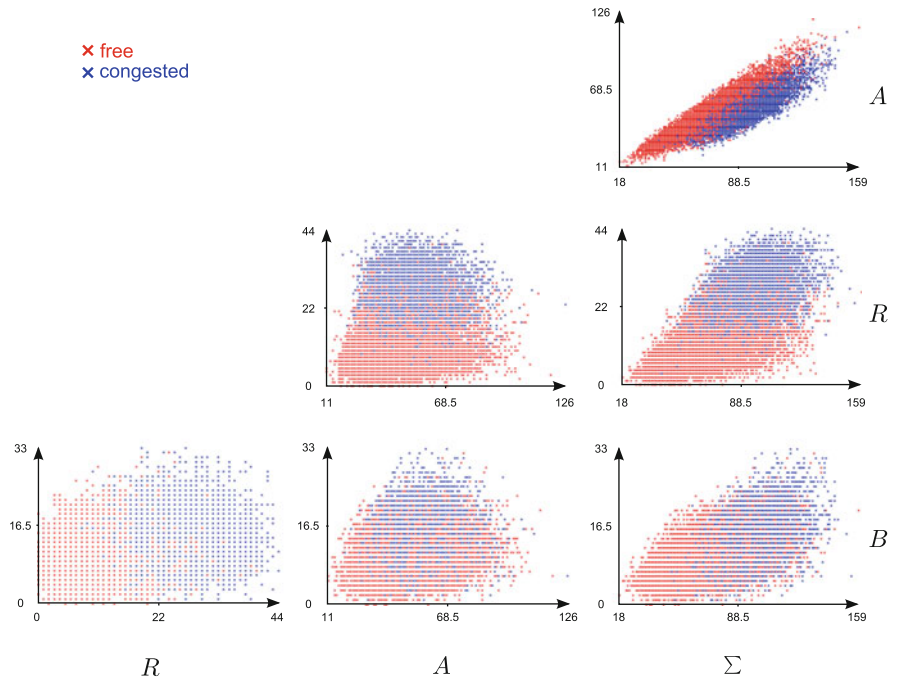 126
× free
× congested
68.5
A
11
18 88.5 159
44 44
22 22 R
0 0
11 68.5 126 18 88.5 159
33 33 33
16.5 16.5 16.5 B
0 0 0
0 22 44 11 68.5 126 18 88.5 159
R A Σ